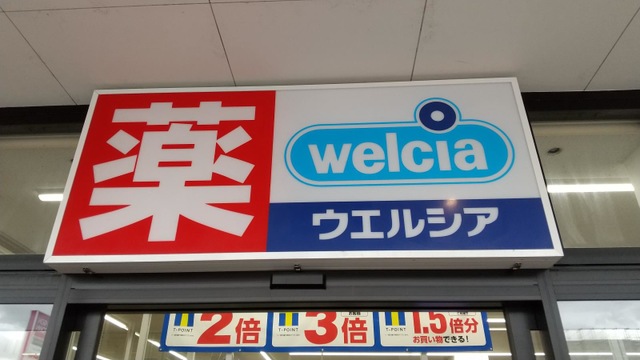 薬
welcia
ウエルシア
T-POINT
2倍
T-POINT
3倍
T-POINT
1.5倍分
お買い物できる!